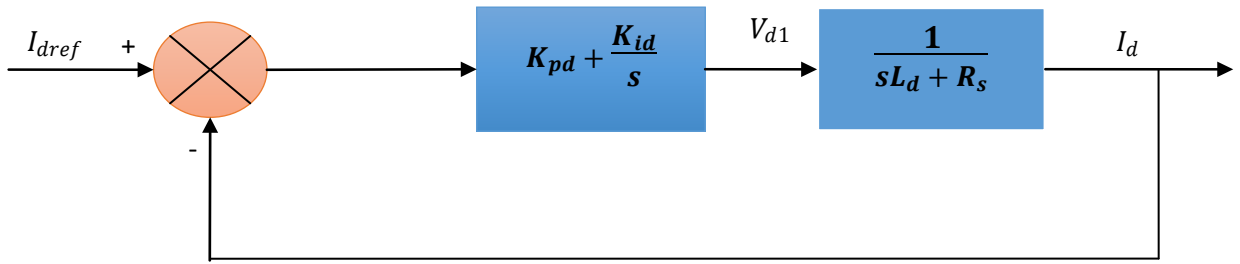 I_dref
+
-
K_pd + K_id/s
V_d1
1/(sL_d + R_s)
I_d